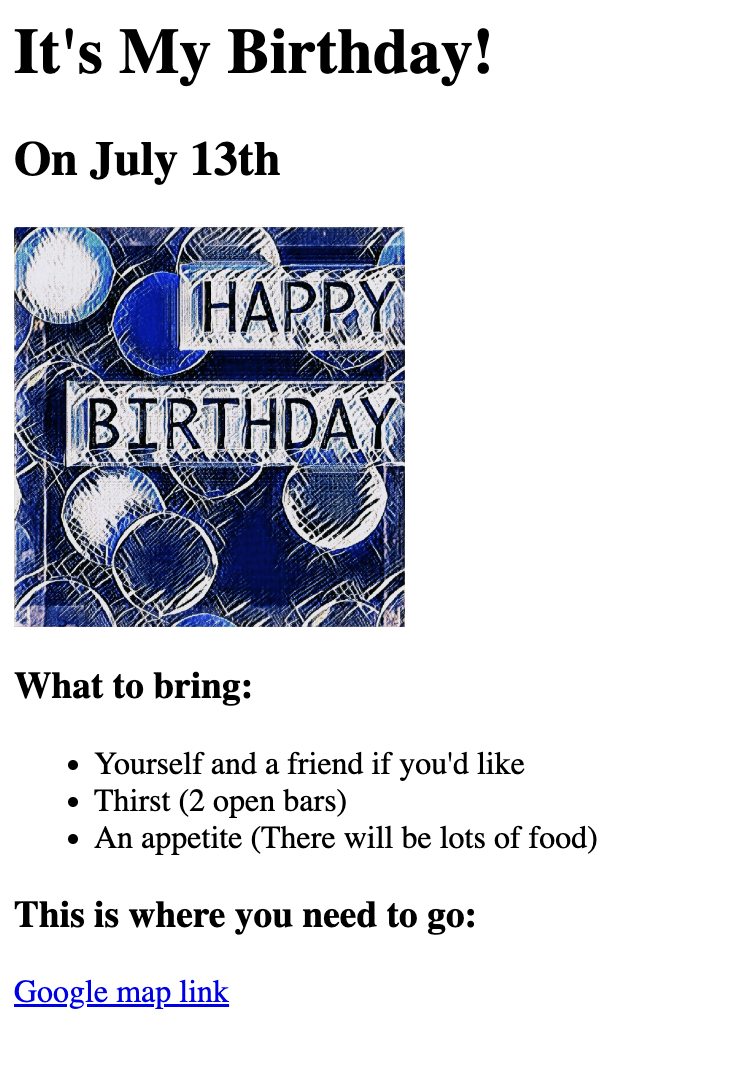 It's My Birthday!
On July 13th
HAPPY
BIRTHDAY
What to bring:
Yourself and a friend if you'd like
Thirst (2 open bars)
An appetite (There will be lots of food)
This is where you need to go:
Google map link